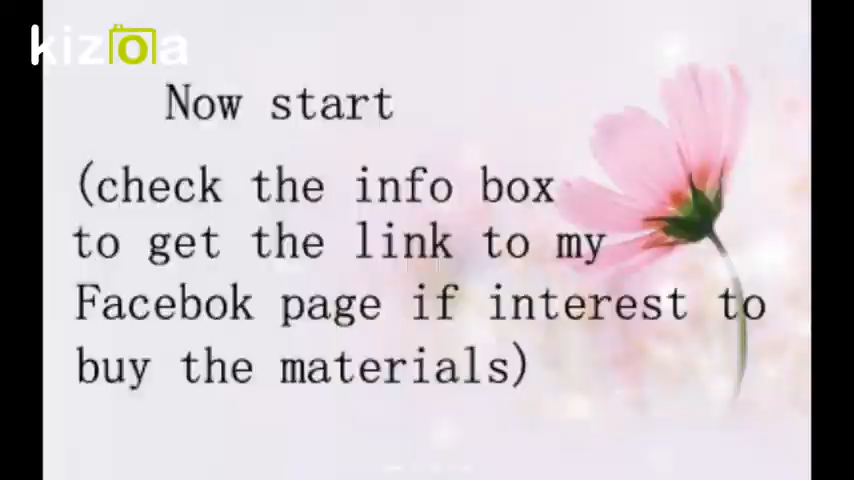 kizoa
Now start
(check the info box
to get the link to my
Facebok page if interest to
buy the materials)